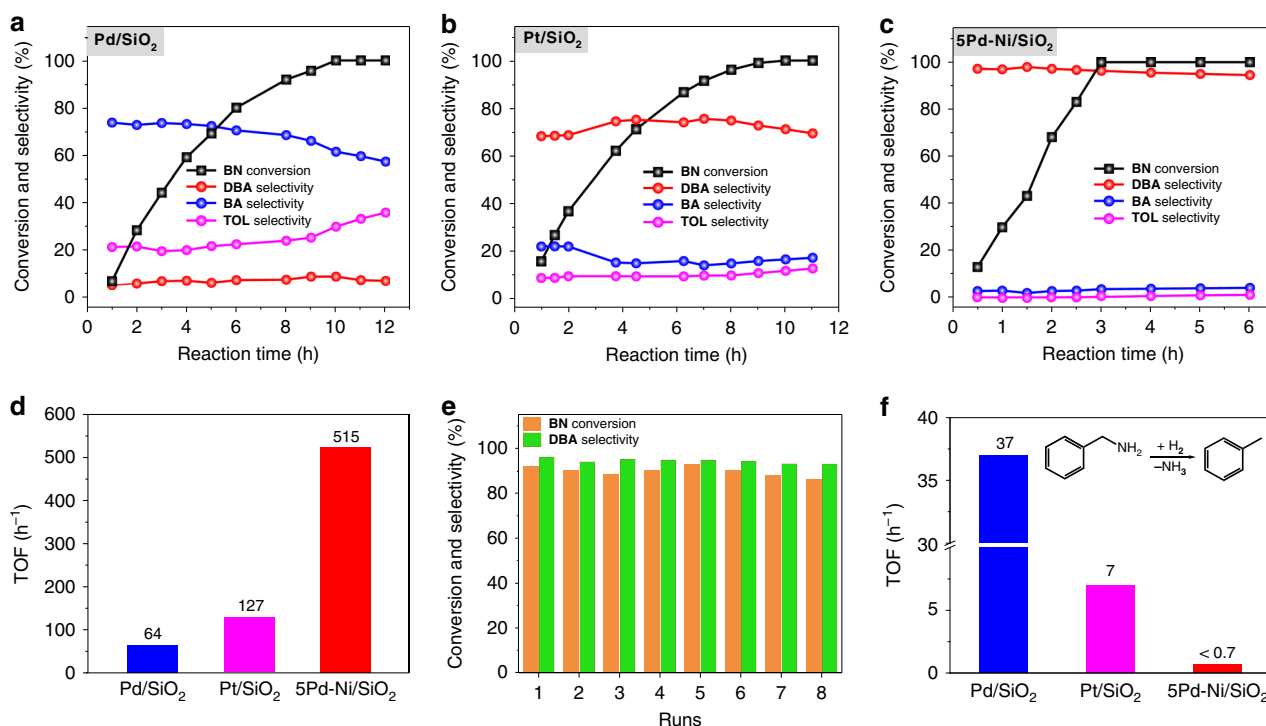 a
Pd/SiO2
Conversion and selectivity (%)
100
80
60
40
20
0
BN conversion
DBA selectivity
BA selectivity
TOL selectivity
0 2 4 6 8 10 12
Reaction time (h)
b
Pt/SiO2
Conversion and selectivity (%)
100
80
60
40
20
0
BN conversion
DBA selectivity
BA selectivity
TOL selectivity
0 2 4 6 8 10 12
Reaction time (h)
c
5Pd-Ni/SiO2
Conversion and selectivity (%)
100
80
60
40
20
0
BN conversion
DBA selectivity
BA selectivity
TOL selectivity
0 1 2 3 4 5 6
Reaction time (h)
d
TOF (h−1)
600
500
400
300
200
100
0
64
127
515
Pd/SiO2 Pt/SiO2 5Pd-Ni/SiO2
e
Conversion and selectivity (%)
BN conversion
DBA selectivity
100
80
60
40
20
0
1 2 3 4 5 6 7 8
Runs
f
TOF (h−1)
40
35
30
5
0
37
7
< 0.7
NH2
+ H2
−NH3
Pd/SiO2 Pt/SiO2 5Pd-Ni/SiO2